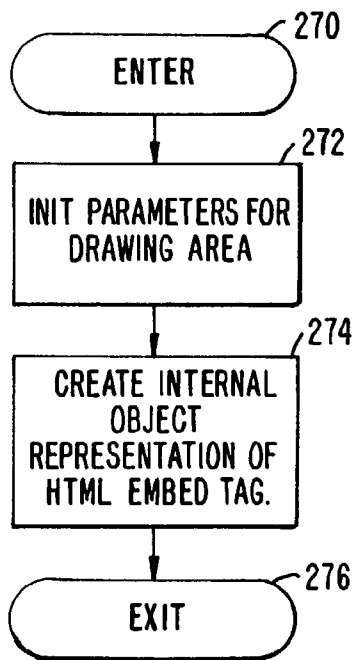 270
ENTER
272
INIT PARAMETERS FOR
DRAWING AREA
274
CREATE INTERNAL
OBJECT
REPRESENTATION OF
HTML EMBED TAG.
276
EXIT